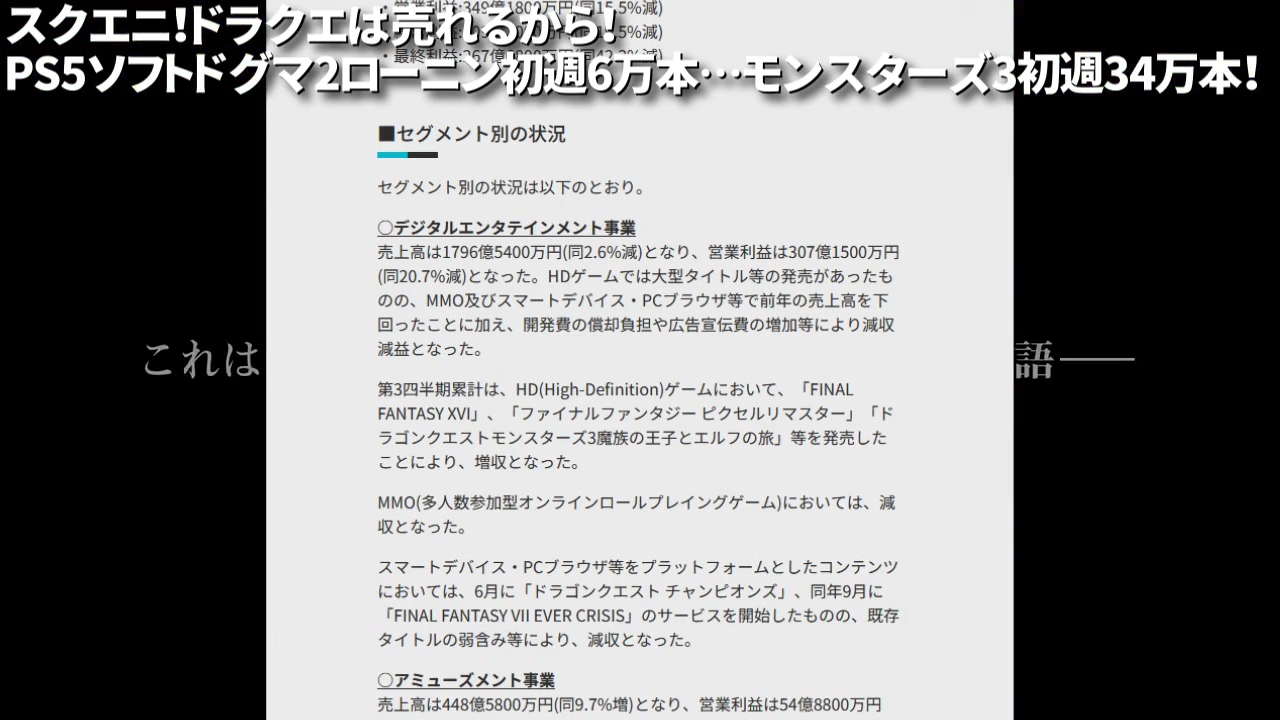 スクエニ!ドラクエは売れるから!
PS5ソフトドグマ2ローニン初週6万本…モンスターズ3初週34万本!
・営業利益:349億1800万円(同15.5%減)
■セグメント別の状況
セグメント別の状況は以下のとおり。
○デジタルエンタテインメント事業
売上高は1796億5400万円(同2.6%減)となり、営業利益は307億1500万円
(同20.7%減)となった。HDゲームでは大型タイトル等の発売があったも
のの、MMO及びスマートデバイス・PCブラウザ等で前年の売上高を下
回ったことに加え、開発費の償却負担や広告宣伝費の増加等により減収
減益となった。
これは
語――
第3四半期累計は、HD(High-Definition)ゲームにおいて、「FINAL
FANTASY XVI」、「ファイナルファンタジー ピクセルリマスター」「ド
ラゴンクエストモンスターズ3魔族の王子とエルフの旅」等を発売した
ことにより、増収となった。
MMO(多人数参加型オンラインロールプレイングゲーム)においては、減
収となった。
スマートデバイス・PCブラウザ等をプラットフォームとしたコンテンツ
においては、6月に「ドラゴンクエスト チャンピオンズ」、同年9月に
「FINAL FANTASY VII EVER CRISIS」のサービスを開始したものの、既存
タイトルの弱含み等により、減収となった。
○アミューズメント事業
売上高は448億5800万円(同9.7%増)となり、営業利益は54億8800万円